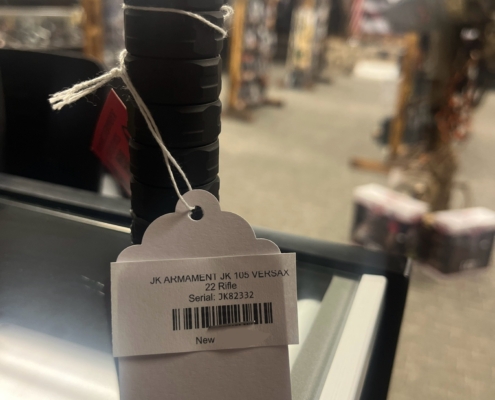 JK ARMAMENT JK 105 VERSAX
22 Rifle
Serial: JK82332
New